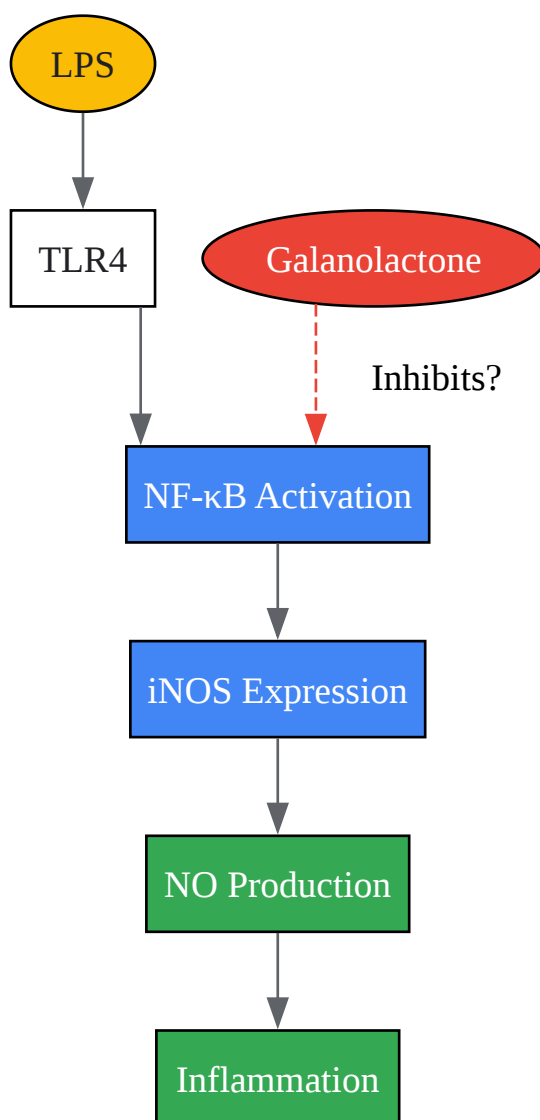 LPS
TLR4
Galanolactone
Inhibits?
NF-κB Activation
iNOS Expression
NO Production
Inflammation